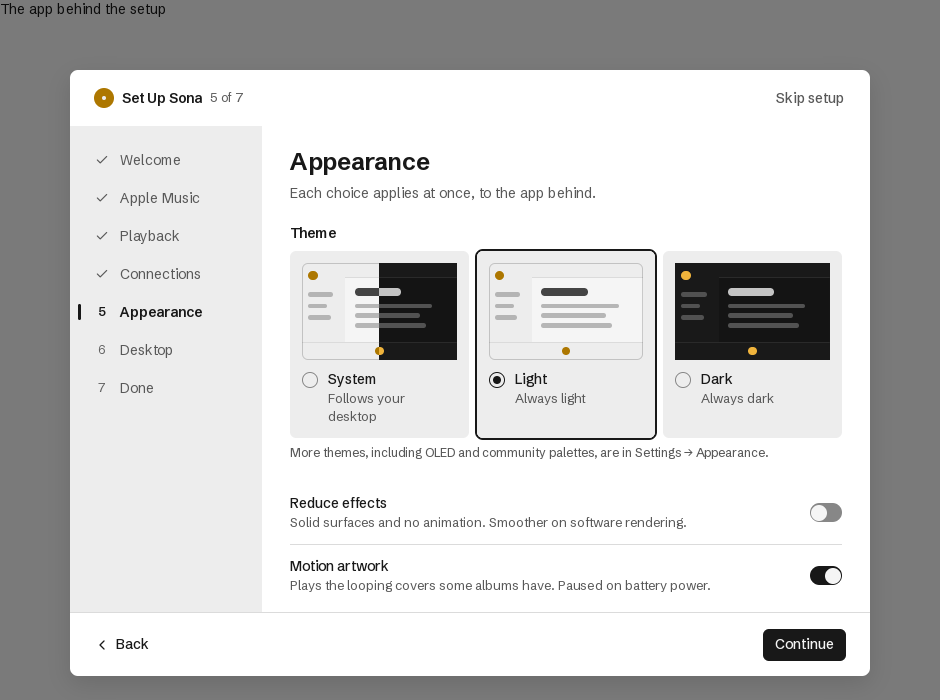 The app behind the setup
Set Up Sona 5 of 7
Skip setup
Welcome
Apple Music
Playback
Connections
5 Appearance
6 Desktop
7 Done
Appearance
Each choice applies at once, to the app behind.
Theme
System
Follows your
desktop
Light
Always light
Dark
Always dark
More themes, including OLED and community palettes, are in Settings → Appearance.
Reduce effects
Solid surfaces and no animation. Smoother on software rendering.
Motion artwork
Plays the looping covers some albums have. Paused on battery power.
Back
Continue